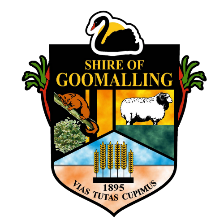 SHIRE OF
GOOMALLING
1895
VIAS TUTAS CUPIMUS